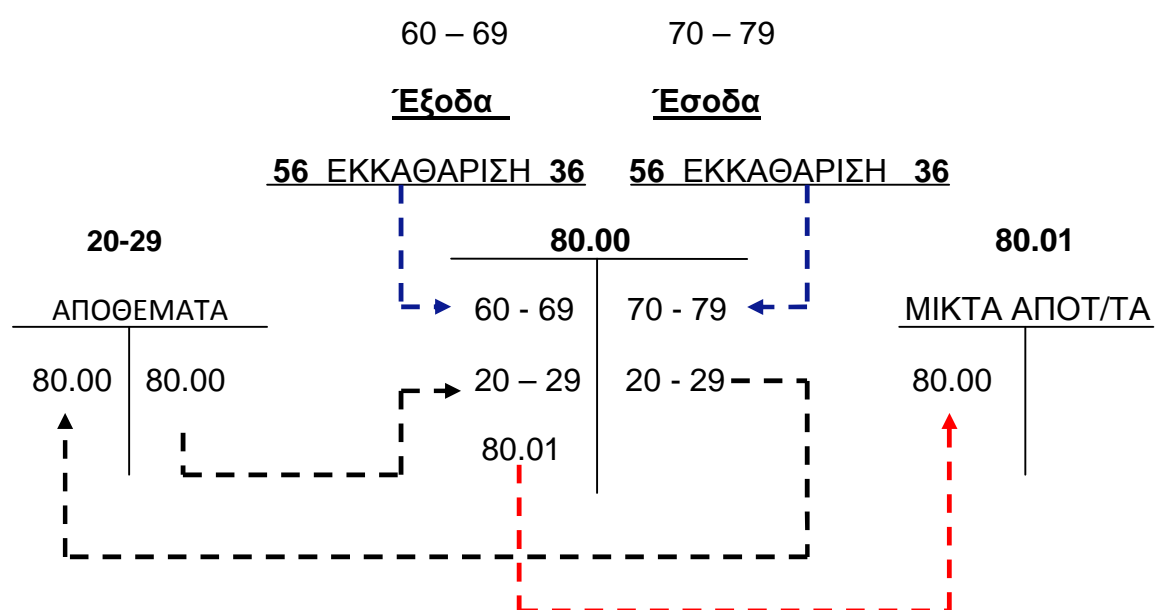 60 – 69 70 – 79
Έξοδα Έσοδα
56 ΕΚΚΑΘΑΡΙΣΗ 36 56 ΕΚΚΑΘΑΡΙΣΗ 36
20-29 80.00 80.01
ΑΠΟΘΕΜΑΤΑ 60 - 69 70 - 79 ΜΙΚΤΑ ΑΠΟΤ/ΤΑ
80.00 80.00 20 – 29 20 - 29 80.00
80.01